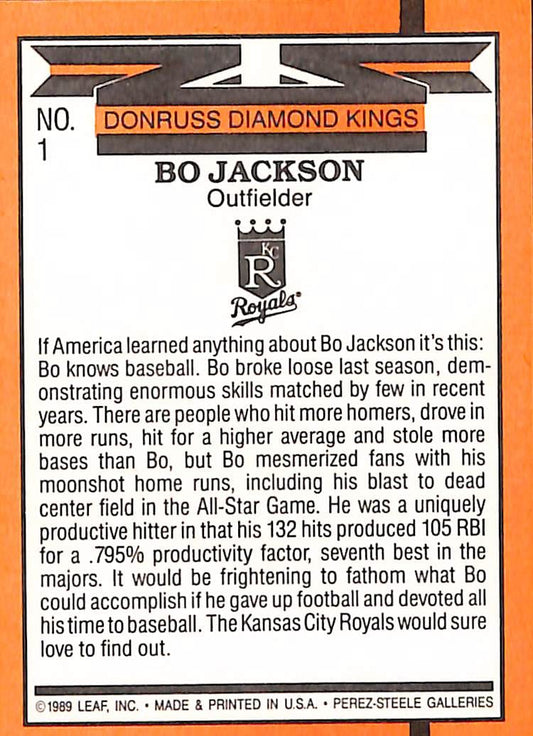 NO.
1
DONRUSS DIAMOND KINGS
BO JACKSON
Outfielder
KC
R
Royals®
If America learned anything about Bo Jackson it's this:
Bo knows baseball. Bo broke loose last season, dem-
onstrating enormous skills matched by few in recent
years. There are people who hit more homers, drove in
more runs, hit for a higher average and stole more
bases than Bo, but Bo mesmerized fans with his
moonshot home runs, including his blast to dead
center field in the All-Star Game. He was a uniquely
productive hitter in that his 132 hits produced 105 RBI
for a .795% productivity factor, seventh best in the
majors. It would be frightening to fathom what Bo
could accomplish if he gave up football and devoted all
his time to baseball. The Kansas City Royals would sure
love to find out.
©1989 LEAF, INC. • MADE & PRINTED IN U.S.A. • PEREZ-STEELE GALLERIES